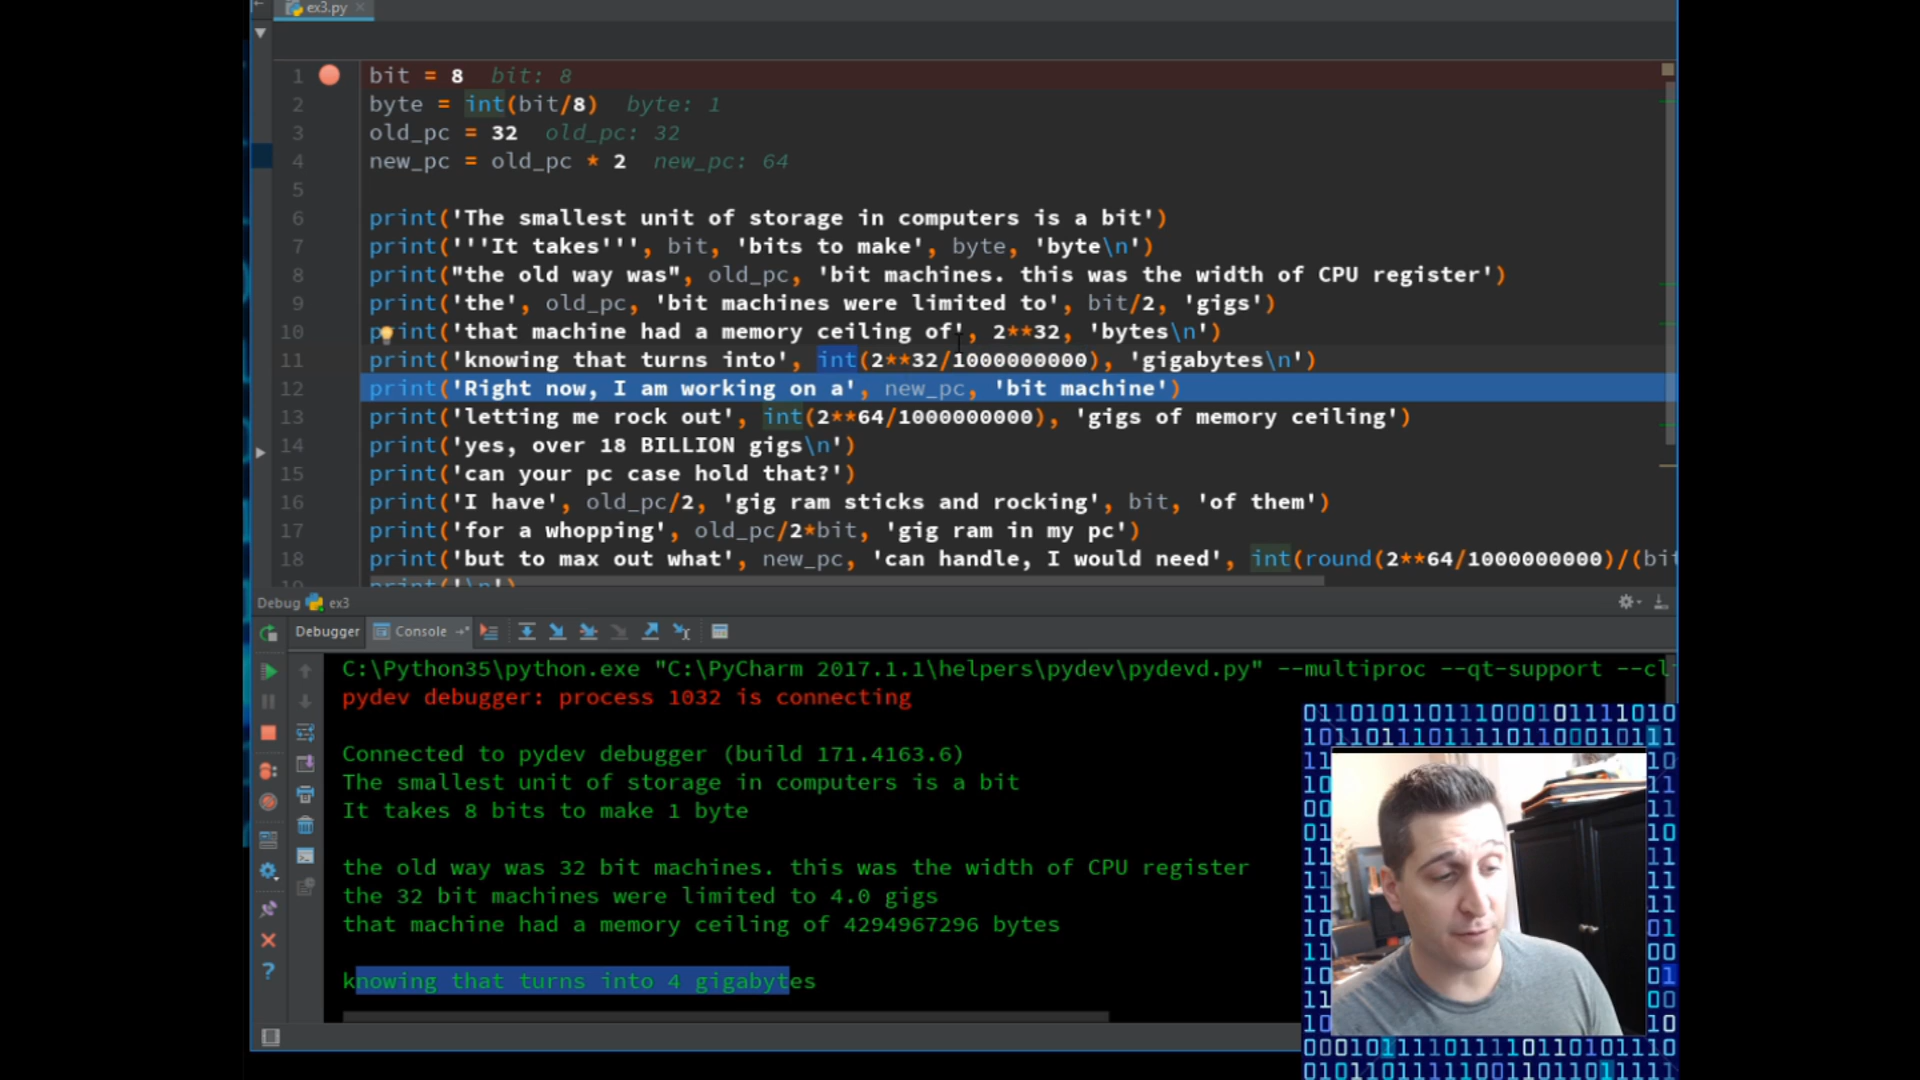 ex3.py
1 bit = 8 bit: 8
2 byte = int(bit/8) byte: 1
3 old_pc = 32 old_pc: 32
4 new_pc = old_pc * 2 new_pc: 64
5
6 print('The smallest unit of storage in computers is a bit')
7 print('''It takes''', bit, 'bits to make', byte, 'byte\n')
8 print("the old way was", old_pc, 'bit machines. this was the width of CPU register')
9 print('the', old_pc, 'bit machines were limited to', bit/2, 'gigs')
10 print('that machine had a memory ceiling of', 2**32, 'bytes\n')
11 print('knowing that turns into', int(2**32/1000000000), 'gigabytes\n')
12 print('Right now, I am working on a', new_pc, 'bit machine')
13 print('letting me rock out', int(2**64/1000000000), 'gigs of memory ceiling')
14 print('yes, over 18 BILLION gigs\n')
15 print('can your pc case hold that?')
16 print('I have', old_pc/2, 'gig ram sticks and rocking', bit, 'of them')
17 print('for a whopping', old_pc/2*bit, 'gig ram in my pc')
18 print('but to max out what', new_pc, 'can handle, I would need', int(round(2**64/1000000000)/(bit
19 print('\n')
Debug ex3
Debugger Console
C:\Python35\python.exe "C:\PyCharm 2017.1.1\helpers\pydev\pydevd.py" --multiproc --qt-support --cl
pydev debugger: process 1032 is connecting
Connected to pydev debugger (build 171.4163.6)
The smallest unit of storage in computers is a bit
It takes 8 bits to make 1 byte
the old way was 32 bit machines. this was the width of CPU register
the 32 bit machines were limited to 4.0 gigs
that machine had a memory ceiling of 4294967296 bytes
knowing that turns into 4 gigabytes